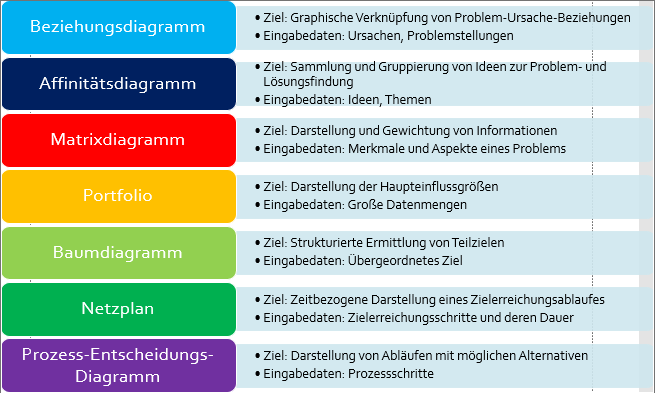 Beziehungsdiagramm
• Ziel: Graphische Verknüpfung von Problem-Ursache-Beziehungen
• Eingabedaten: Ursachen, Problemstellungen
Affinitätsdiagramm
• Ziel: Sammlung und Gruppierung von Ideen zur Problem- und
Lösungsfindung
• Eingabedaten: Ideen, Themen
Matrixdiagramm
• Ziel: Darstellung und Gewichtung von Informationen
• Eingabedaten: Merkmale und Aspekte eines Problems
Portfolio
• Ziel: Darstellung der Haupteinflussgrößen
• Eingabedaten: Große Datenmengen
Baumdiagramm
• Ziel: Strukturierte Ermittlung von Teilzielen
• Eingabedaten: Übergeordnetes Ziel
Netzplan
• Ziel: Zeitbezogene Darstellung eines Zielerreichungsablaufes
• Eingabedaten: Zielerreichungsschritte und deren Dauer
Prozess-Entscheidungs-
Diagramm
• Ziel: Darstellung von Abläufen mit möglichen Alternativen
• Eingabedaten: Prozessschritte